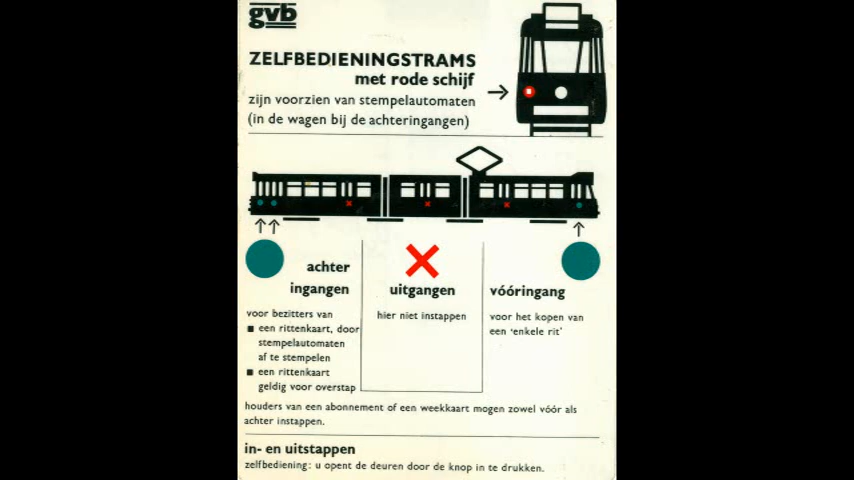 gvb
ZELFBEDIENINGSTRAMS
met rode schijf
zijn voorzien van stempelautomaten
(in de wagen bij de achteringangen)
achter
ingangen
voor bezitters van
een rittenkaart, door
stempelautomaten
af te stempelen
een rittenkaart
geldig voor overstap
uitgangen
hier niet instappen
vóóringang
voor het kopen van
een ‘enkele rit’
houders van een abonnement of een weekkaart mogen zowel vóór als
achter instappen.
in- en uitstappen
zelfbediening: u opent de deuren door de knop in te drukken.